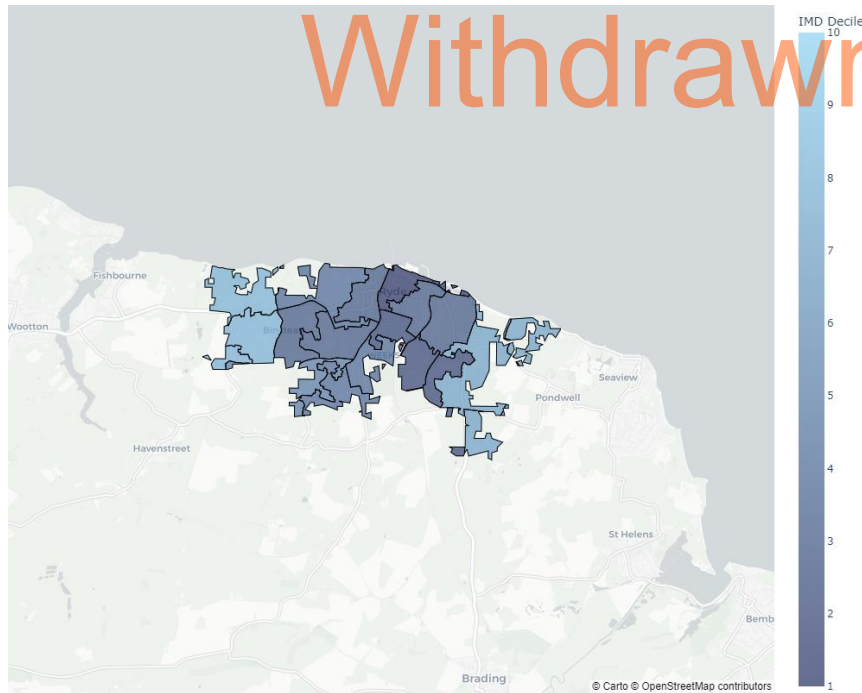 Withdrawn
IMD Decile
10
9
8
7
6
5
4
3
2
1
Fishbourne
Wootton
Ryde
Seaview
Pondwell
Havenstreet
St Helens
Brading
© Carto © OpenStreetMap contributors